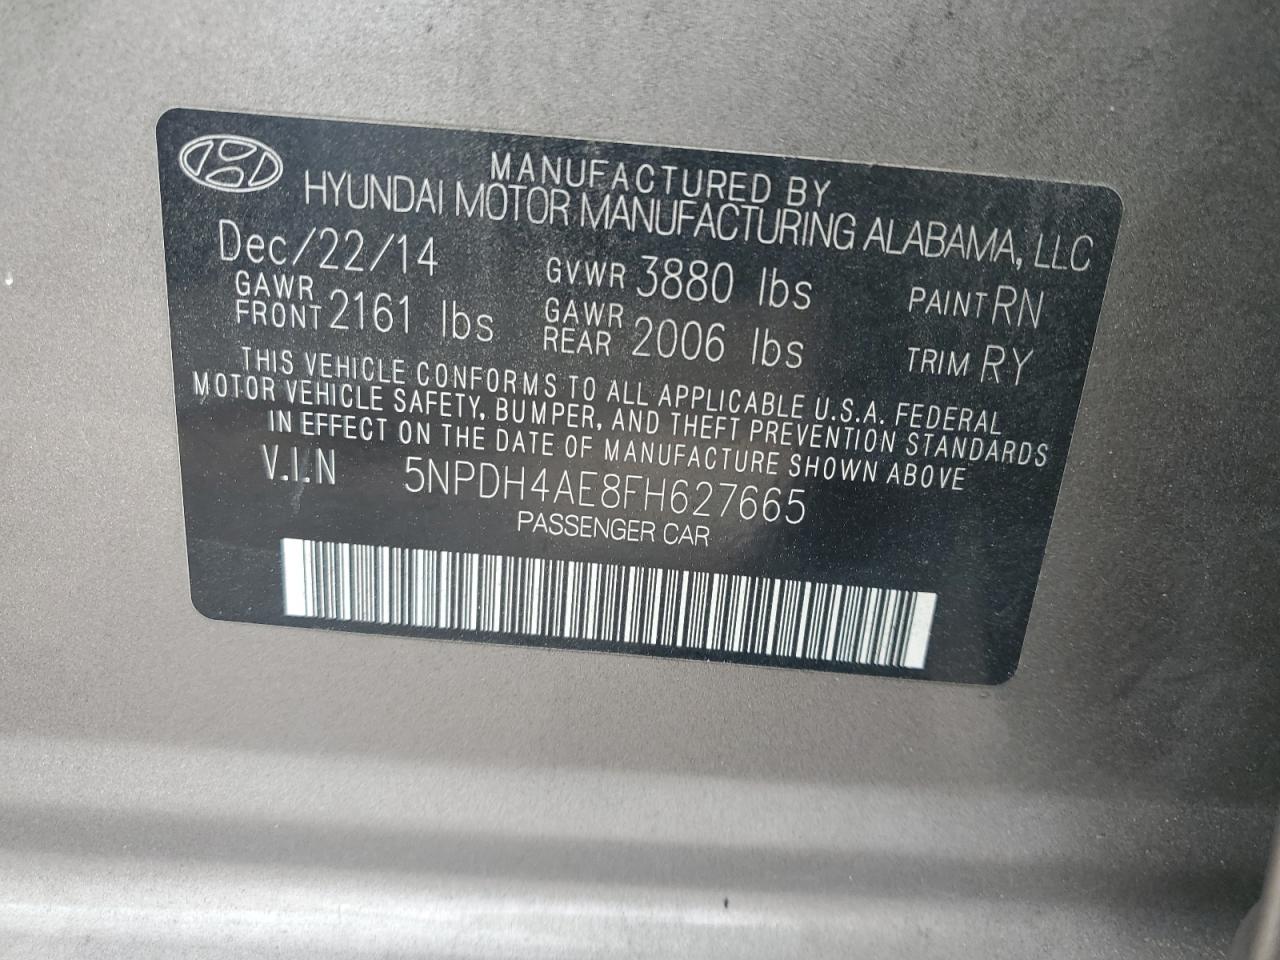 MANUFACTURED BY
HYUNDAI MOTOR MANUFACTURING ALABAMA, LLC
Dec/22/14 GVWR 3880 lbs PAINT RN
GAWR FRONT 2161 lbs GAWR REAR 2006 lbs TRIM RY
THIS VEHICLE CONFORMS TO ALL APPLICABLE U.S.A. FEDERAL
MOTOR VEHICLE SAFETY, BUMPER, AND THEFT PREVENTION STANDARDS
IN EFFECT ON THE DATE OF MANUFACTURE SHOWN ABOVE
V.I.N 5NPDH4AE8FH627665
PASSENGER CAR